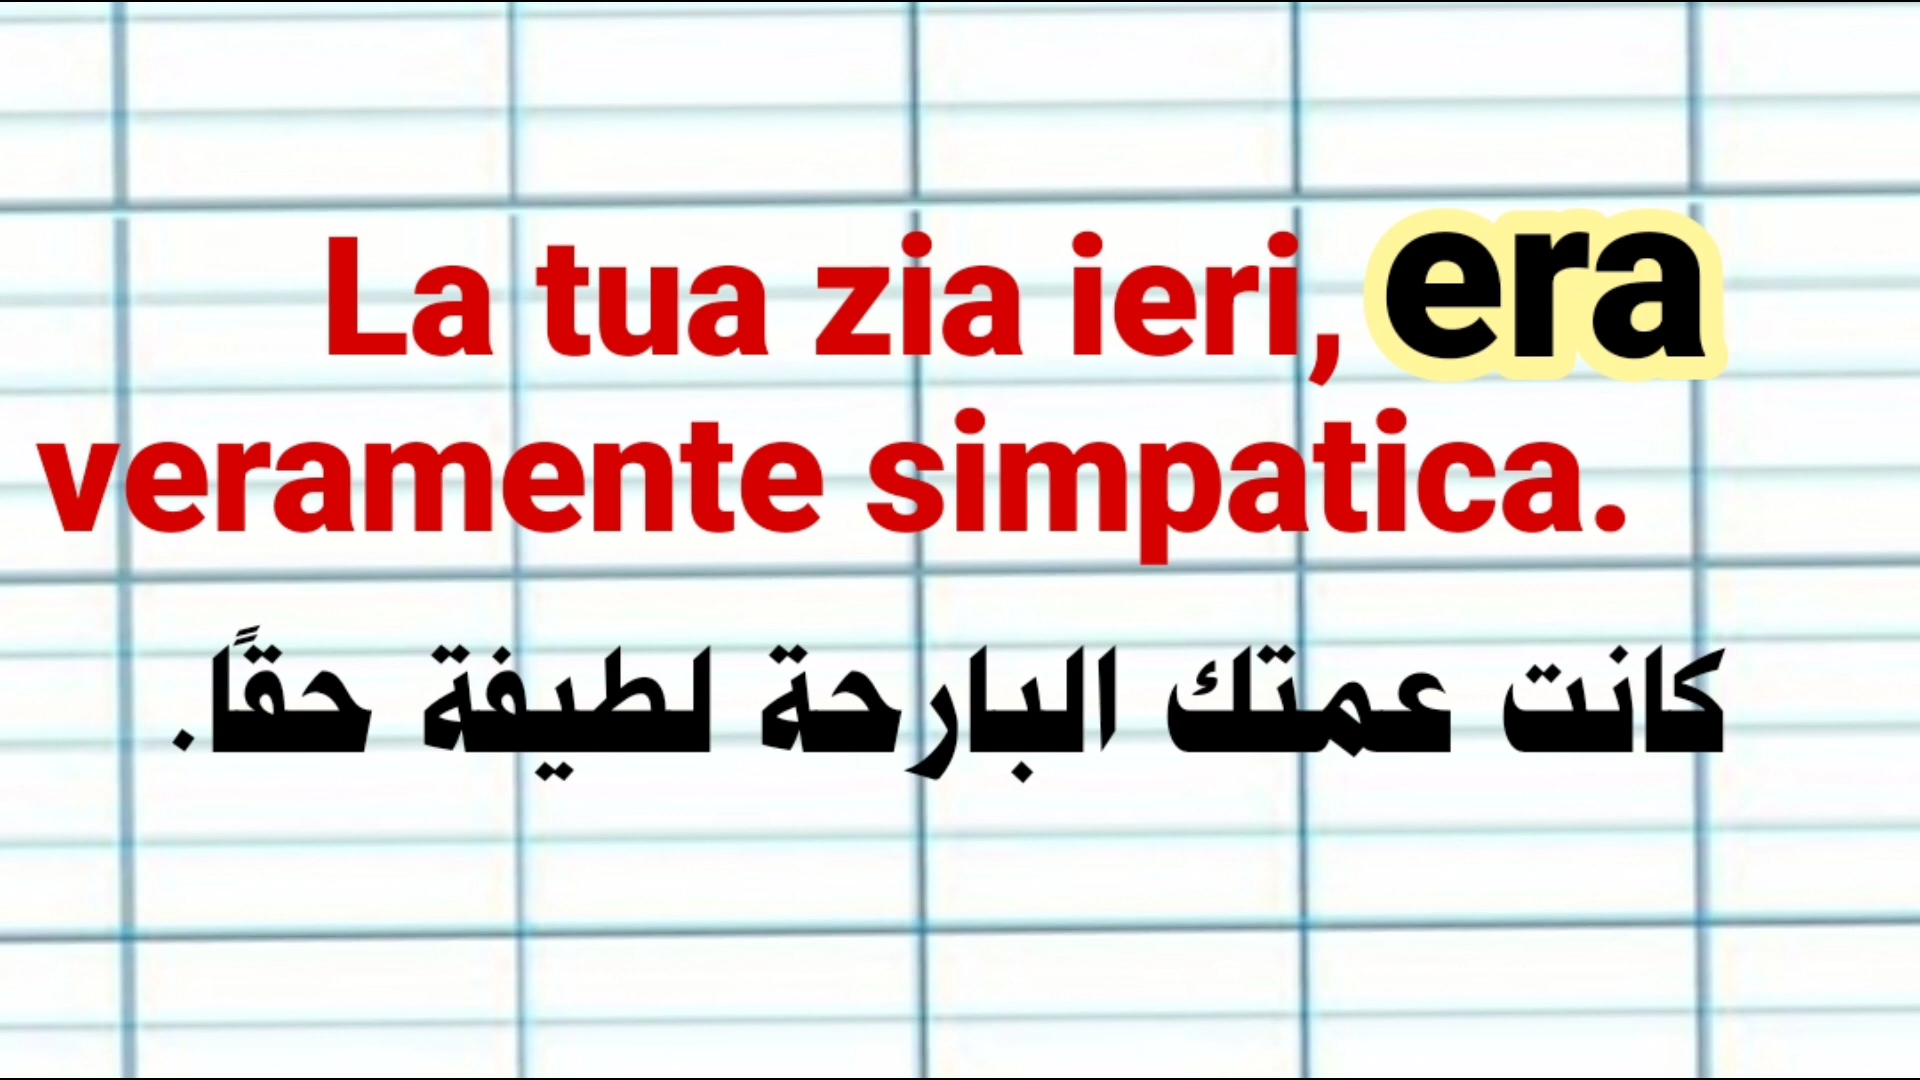 La tua zia ieri, era
veramente simpatica.
كانت عمتك البارحة لطيفة حقًا.